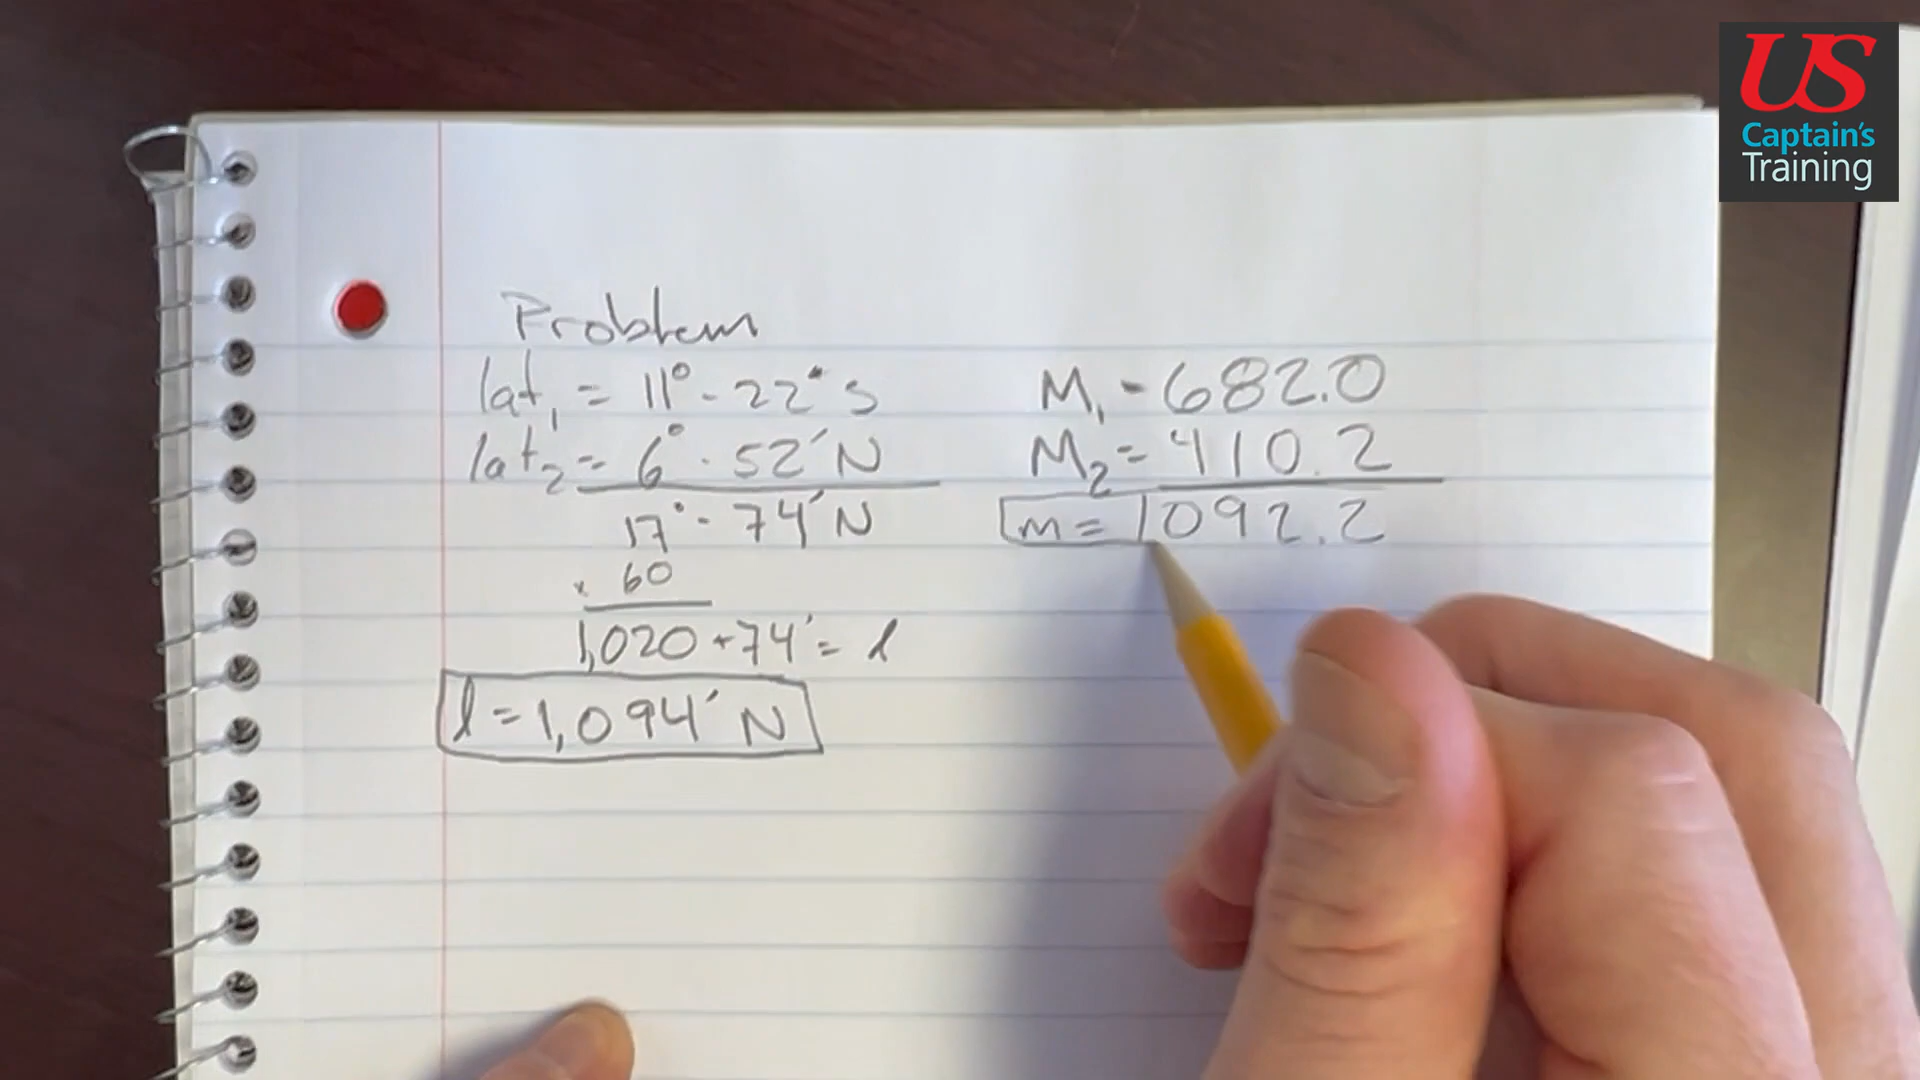 US
Captain's
Training
Problem
lat₁ = 11° - 22' S
lat₂ = 6° - 52' N
17° - 74' N
x 60
1,020 + 74' = l
l = 1,094' N
M₁ - 682.0
M₂ = 410.2
m = 1092.2